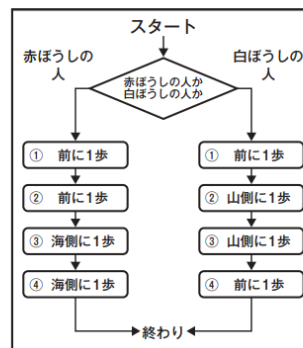 スタート
赤ぼうしの
人
白ぼうしの
人
赤ぼうしの人か
白ぼうしの人か
① 前に1歩
② 前に1歩
③ 海側に1歩
④ 海側に1歩
① 前に1歩
② 山側に1歩
③ 山側に1歩
④ 前に1歩
終わり